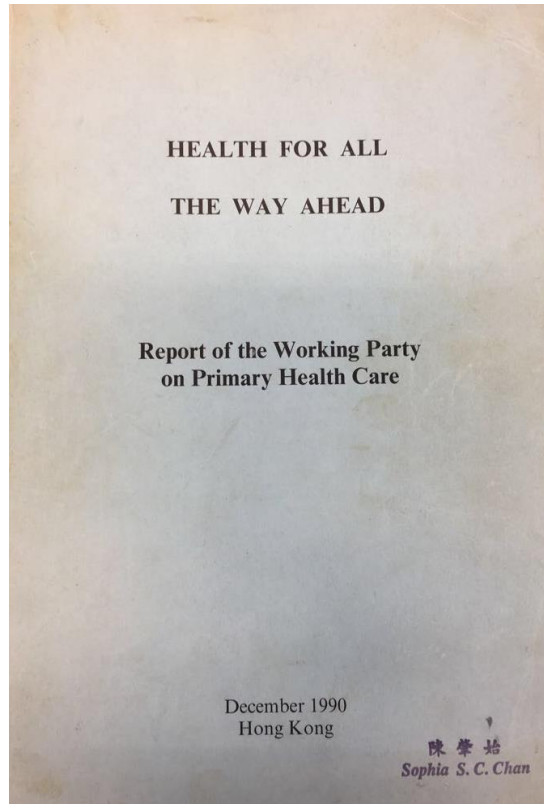 HEALTH FOR ALL
THE WAY AHEAD
Report of the Working Party
on Primary Health Care
December 1990
Hong Kong
陳肇始
Sophia S. C. Chan